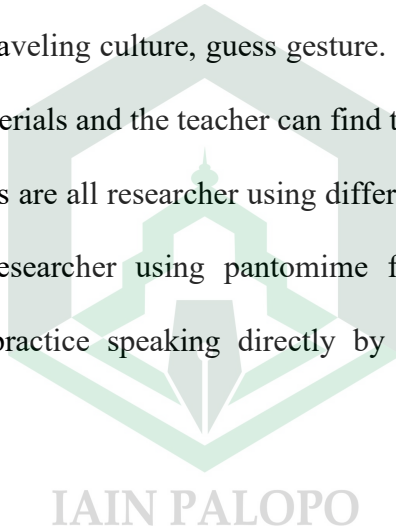 aveling culture, guess gesture.
erials and the teacher can find t
s are all researcher using differ
esearcher using pantomime f
practice speaking directly by
IAIN PALOPO